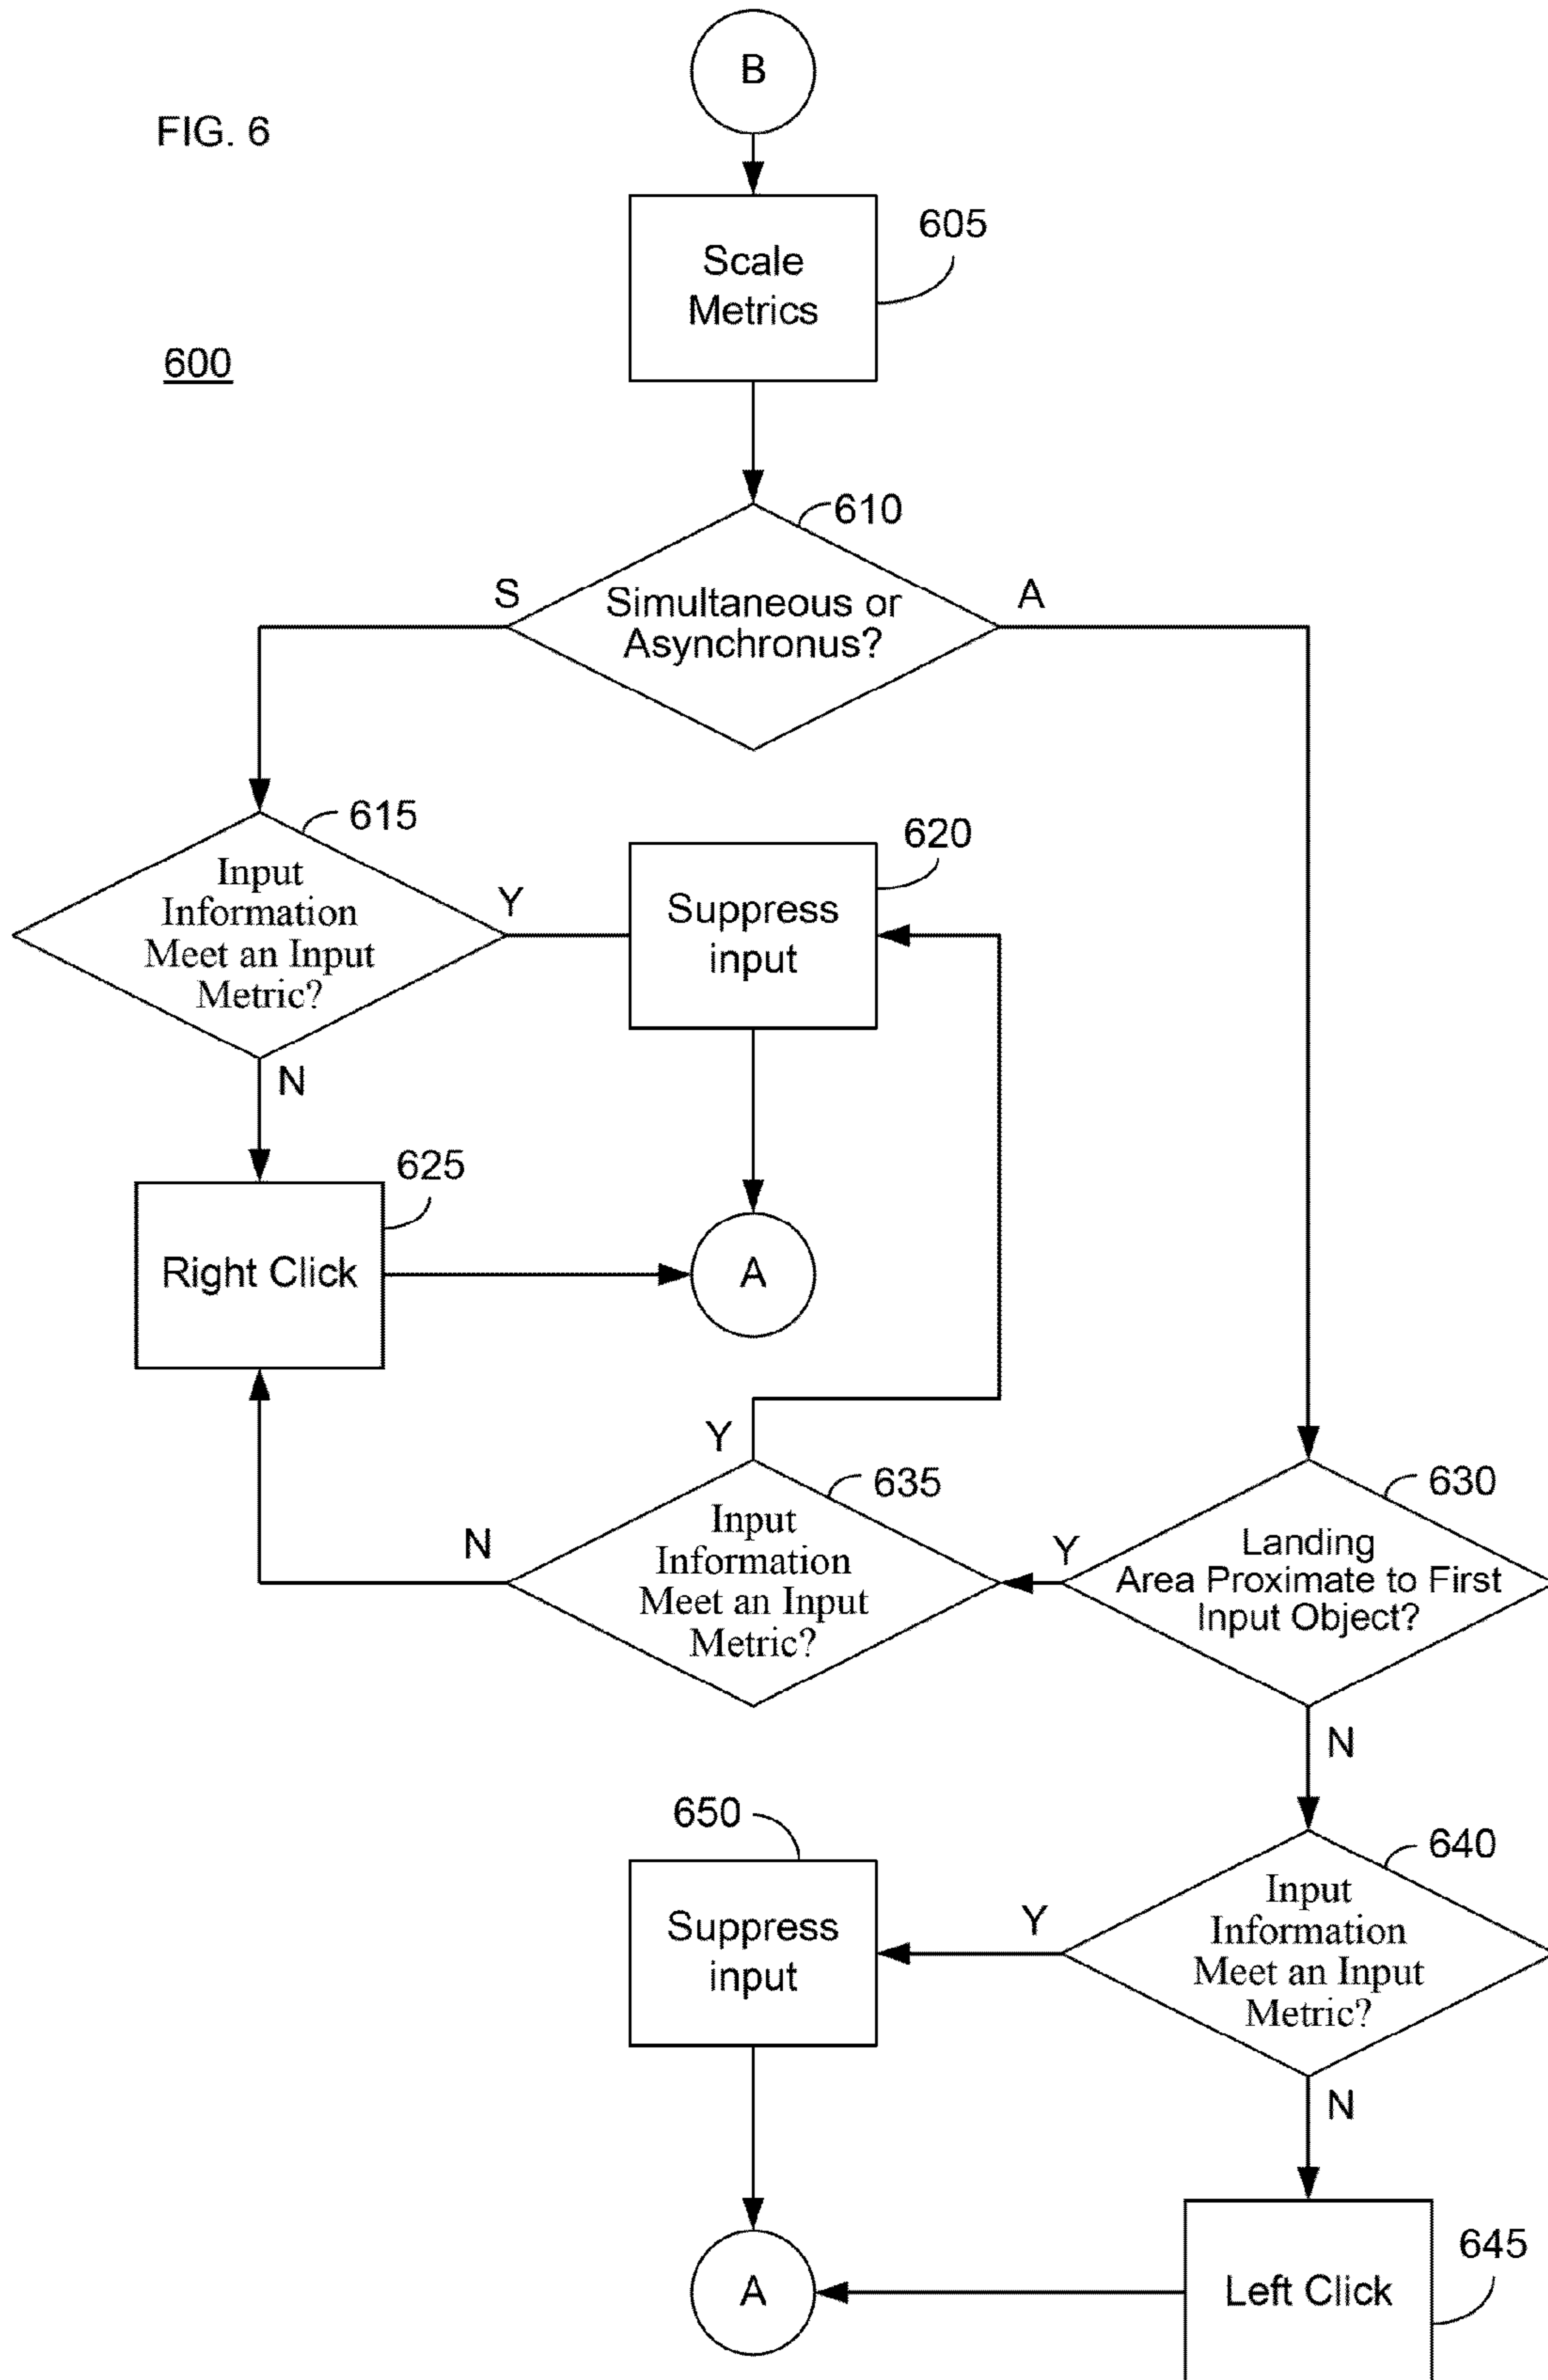 B
FIG. 6
605
Scale
Metrics
600
610
S
A
Simultaneous or
Asynchronus?
615
620
Input
Information
Meet an Input
Metric?
Y
Suppress
input
N
625
Right Click
A
Y
635
630
N
Input
Information
Meet an Input
Metric?
Y
Landing
Area Proximate to First
Input Object?
N
650
640
Suppress
input
Y
Input
Information
Meet an Input
Metric?
N
645
A
Left Click